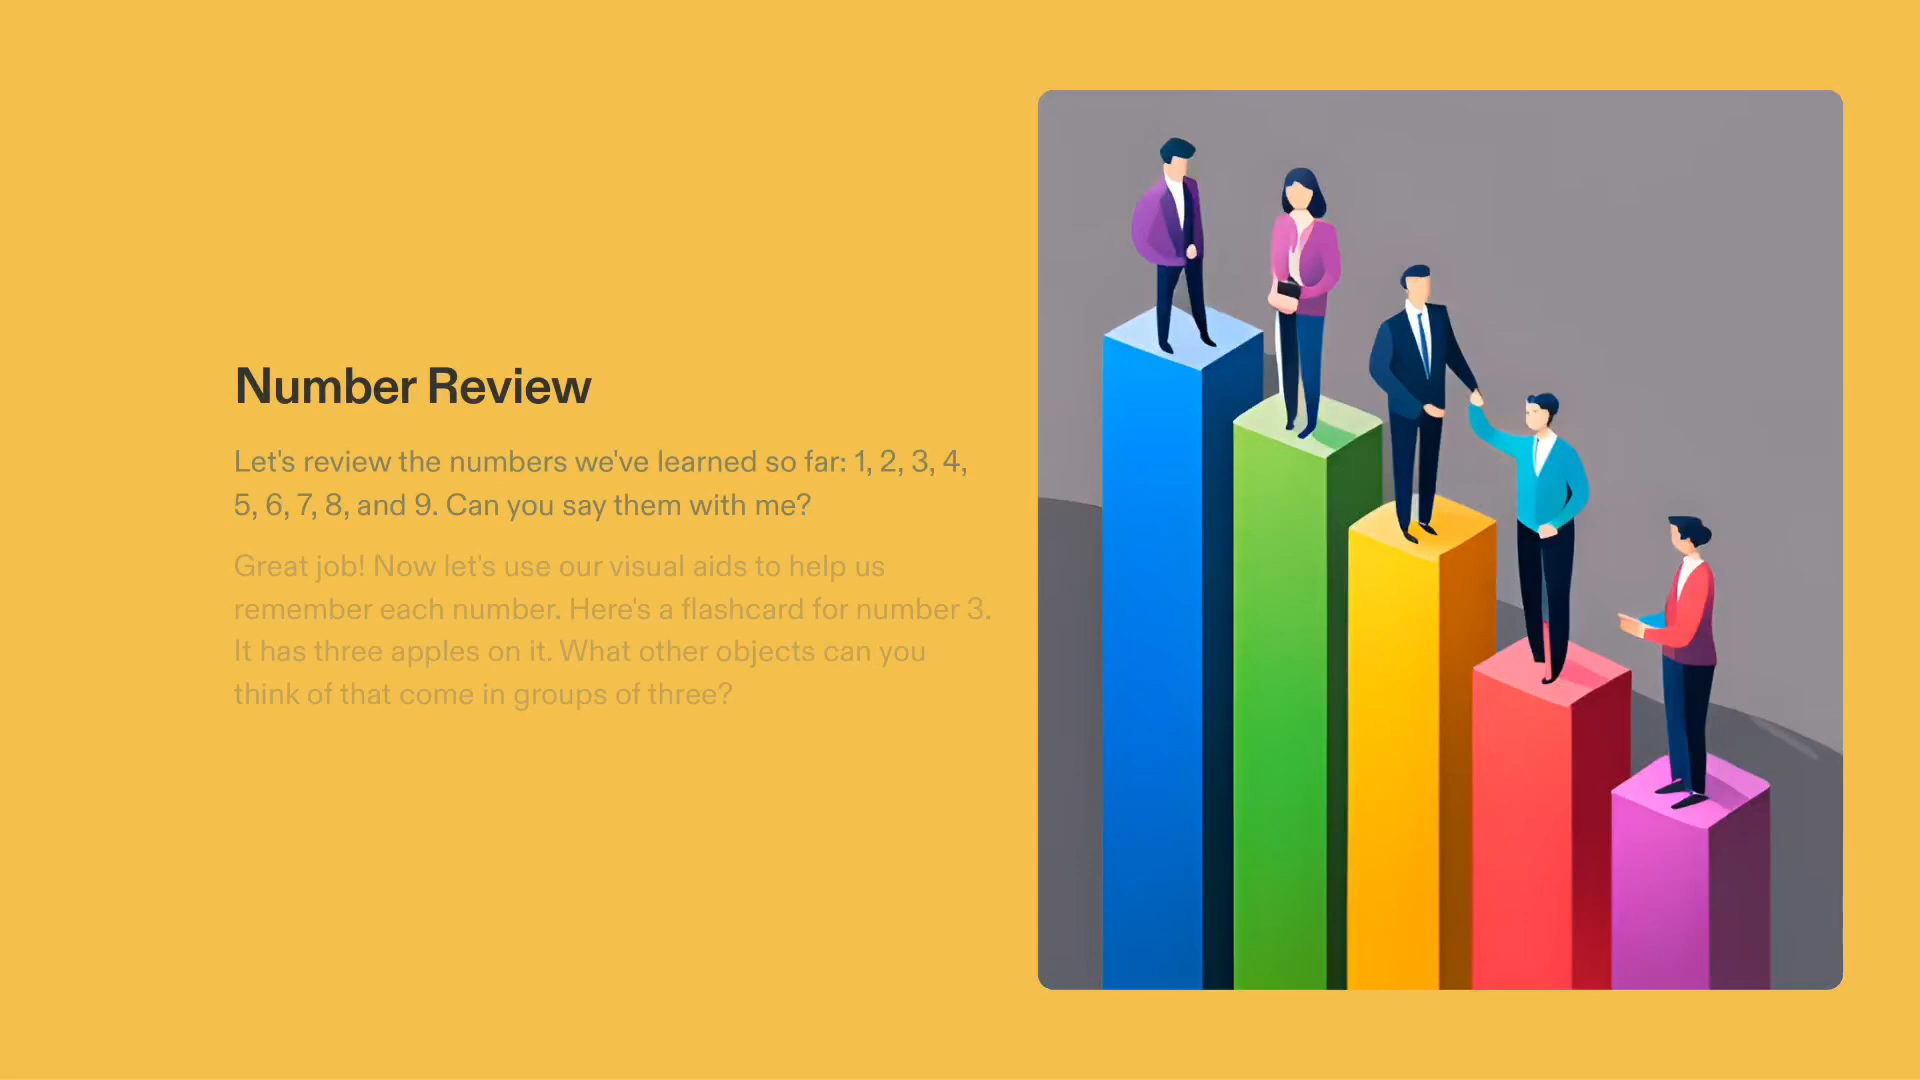 Number Review
Let's review the numbers we've learned so far: 1, 2, 3, 4,
5, 6, 7, 8, and 9. Can you say them with me?
Great job! Now let's use our visual aids to help us
remember each number. Here's a flashcard for number 3.
It has three apples on it. What other objects can you
think of that come in groups of three?